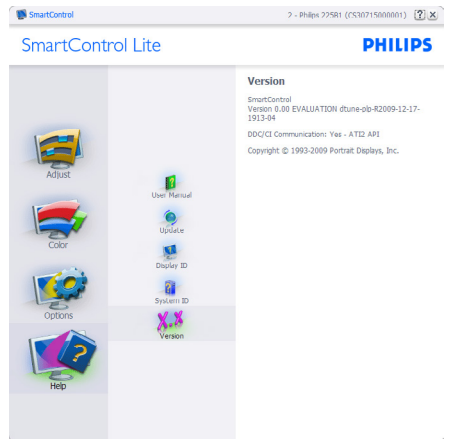 SmartControl
2 - Philips 225B1 (CS30715000001)
SmartControl Lite
PHILIPS
Adjust
Color
Options
Help
User Manual
Update
Display ID
System ID
X.X
Version
Version
SmartControl
Version 0.00 EVALUATION dtune-plp-R2009-12-17-
1913-04
DDC/CI Communication: Yes - ATI2 API
Copyright © 1993-2009 Portrait Displays, Inc.